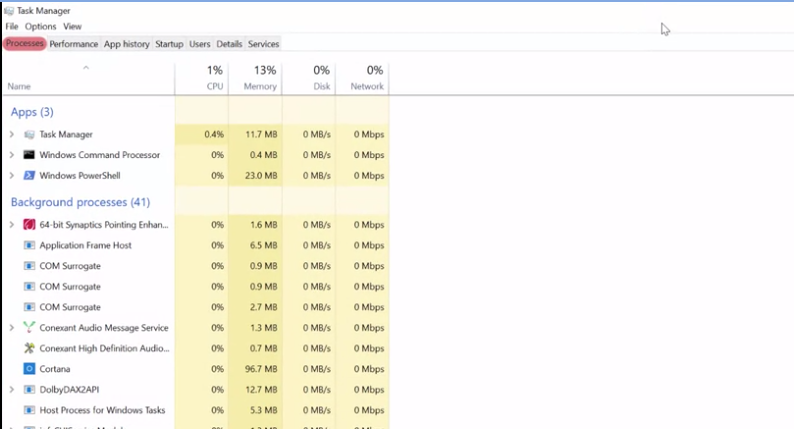 Task Manager
File Options View
Processes Performance App history Startup Users Details Services
1% 13% 0% 0%
Name CPU Memory Disk Network
Apps (3)
Task Manager 0.4% 11.7 MB 0 MB/s 0 Mbps
Windows Command Processor 0% 0.4 MB 0 MB/s 0 Mbps
Windows PowerShell 0% 23.0 MB 0 MB/s 0 Mbps
Background processes (41)
64-bit Synaptics Pointing Enhan... 0% 1.6 MB 0 MB/s 0 Mbps
Application Frame Host 0% 6.5 MB 0 MB/s 0 Mbps
COM Surrogate 0% 0.9 MB 0 MB/s 0 Mbps
COM Surrogate 0% 0.9 MB 0 MB/s 0 Mbps
COM Surrogate 0% 2.7 MB 0 MB/s 0 Mbps
Conexant Audio Message Service 0% 1.3 MB 0 MB/s 0 Mbps
Conexant High Definition Audio... 0% 0.7 MB 0 MB/s 0 Mbps
Cortana 0% 96.7 MB 0 MB/s 0 Mbps
DolbyDAX2API 0% 12.7 MB 0 MB/s 0 Mbps
Host Process for Windows Tasks 0% 5.3 MB 0 MB/s 0 Mbps